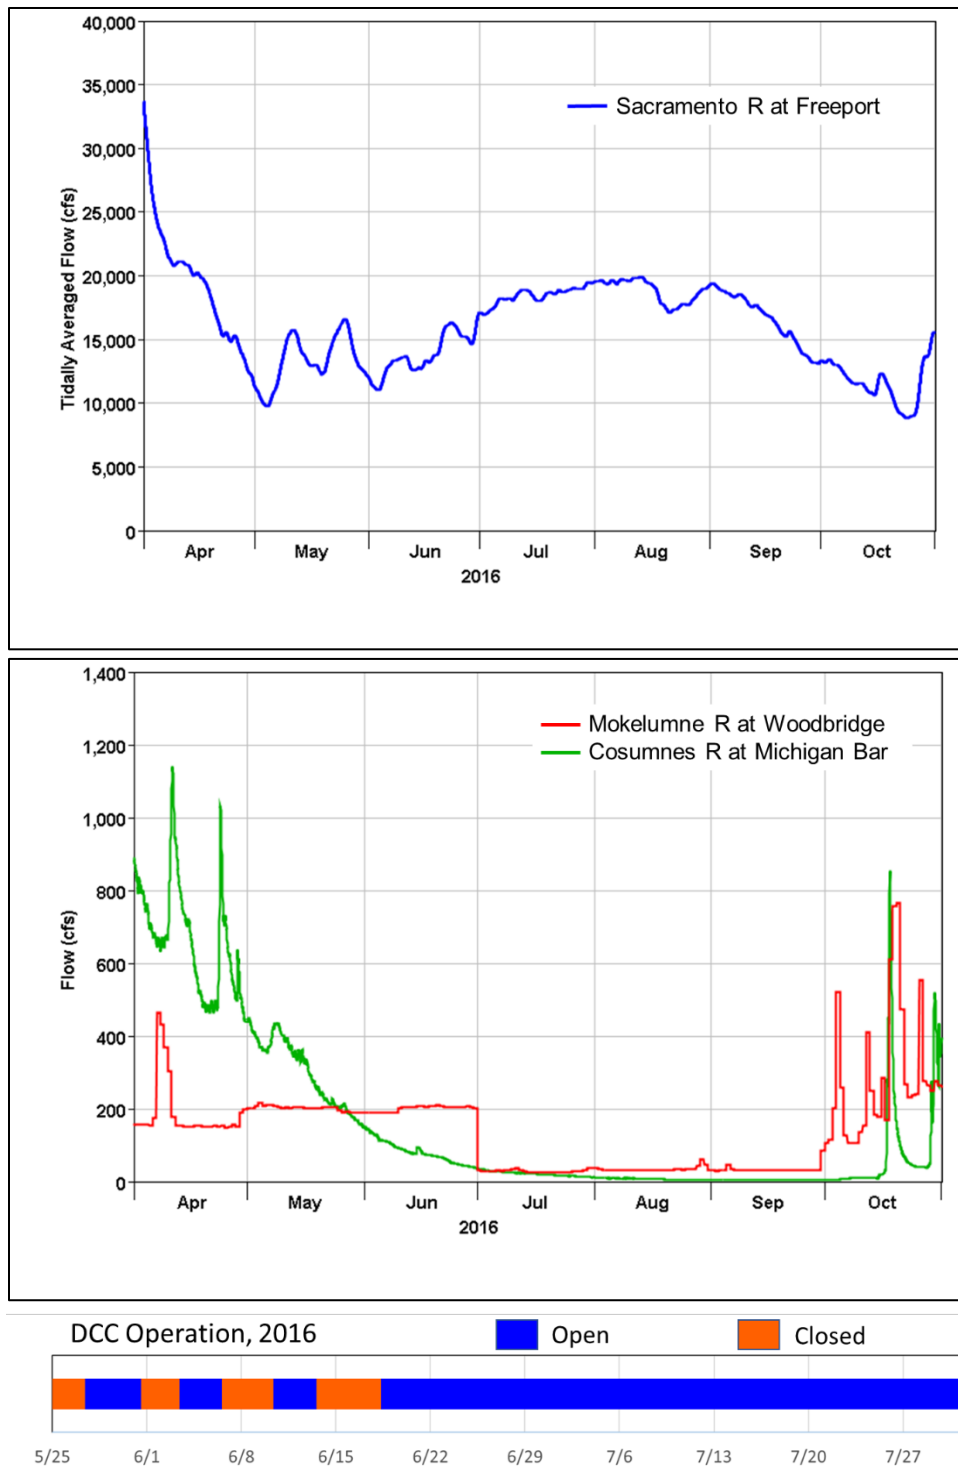 40,000
35,000
30,000
25,000
20,000
15,000
10,000
5,000
0
Tidally Averaged Flow (cfs)
Sacramento R at Freeport
Apr May Jun Jul Aug Sep Oct
2016
1,400
1,200
1,000
800
600
400
200
0
Flow (cfs)
Mokelumne R at Woodbridge
Cosumnes R at Michigan Bar
Apr May Jun Jul Aug Sep Oct
2016
DCC Operation, 2016 Open Closed
5/25 6/1 6/8 6/15 6/22 6/29 7/6 7/13 7/20 7/27